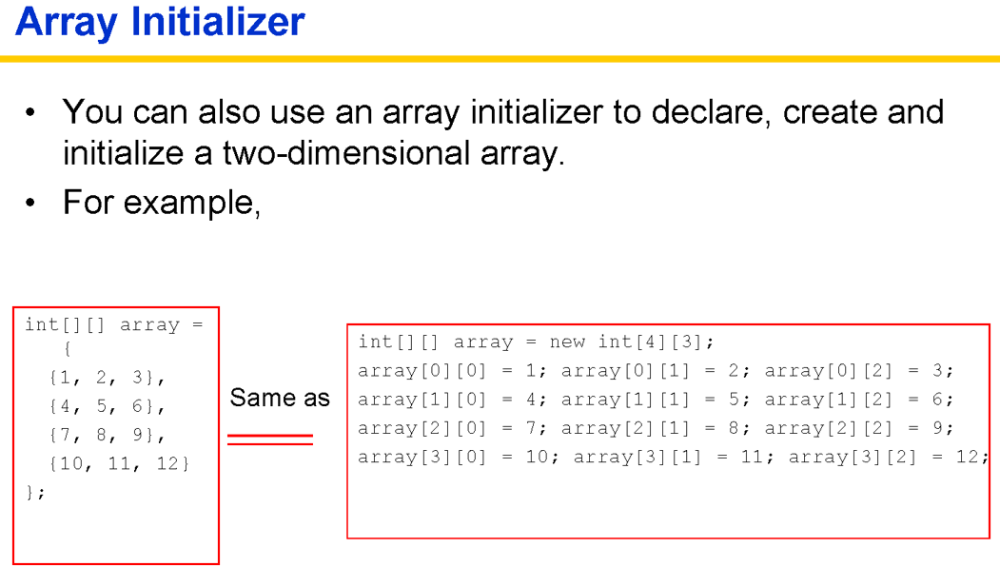 Array Initializer
• You can also use an array initializer to declare, create and
initialize a two-dimensional array.
• For example,
int[][] array =
{
{1, 2, 3},
{4, 5, 6},
{7, 8, 9},
{10, 11, 12}
};
Same as
int[][] array = new int[4][3];
array[0][0] = 1; array[0][1] = 2; array[0][2] = 3;
array[1][0] = 4; array[1][1] = 5; array[1][2] = 6;
array[2][0] = 7; array[2][1] = 8; array[2][2] = 9;
array[3][0] = 10; array[3][1] = 11; array[3][2] = 12;